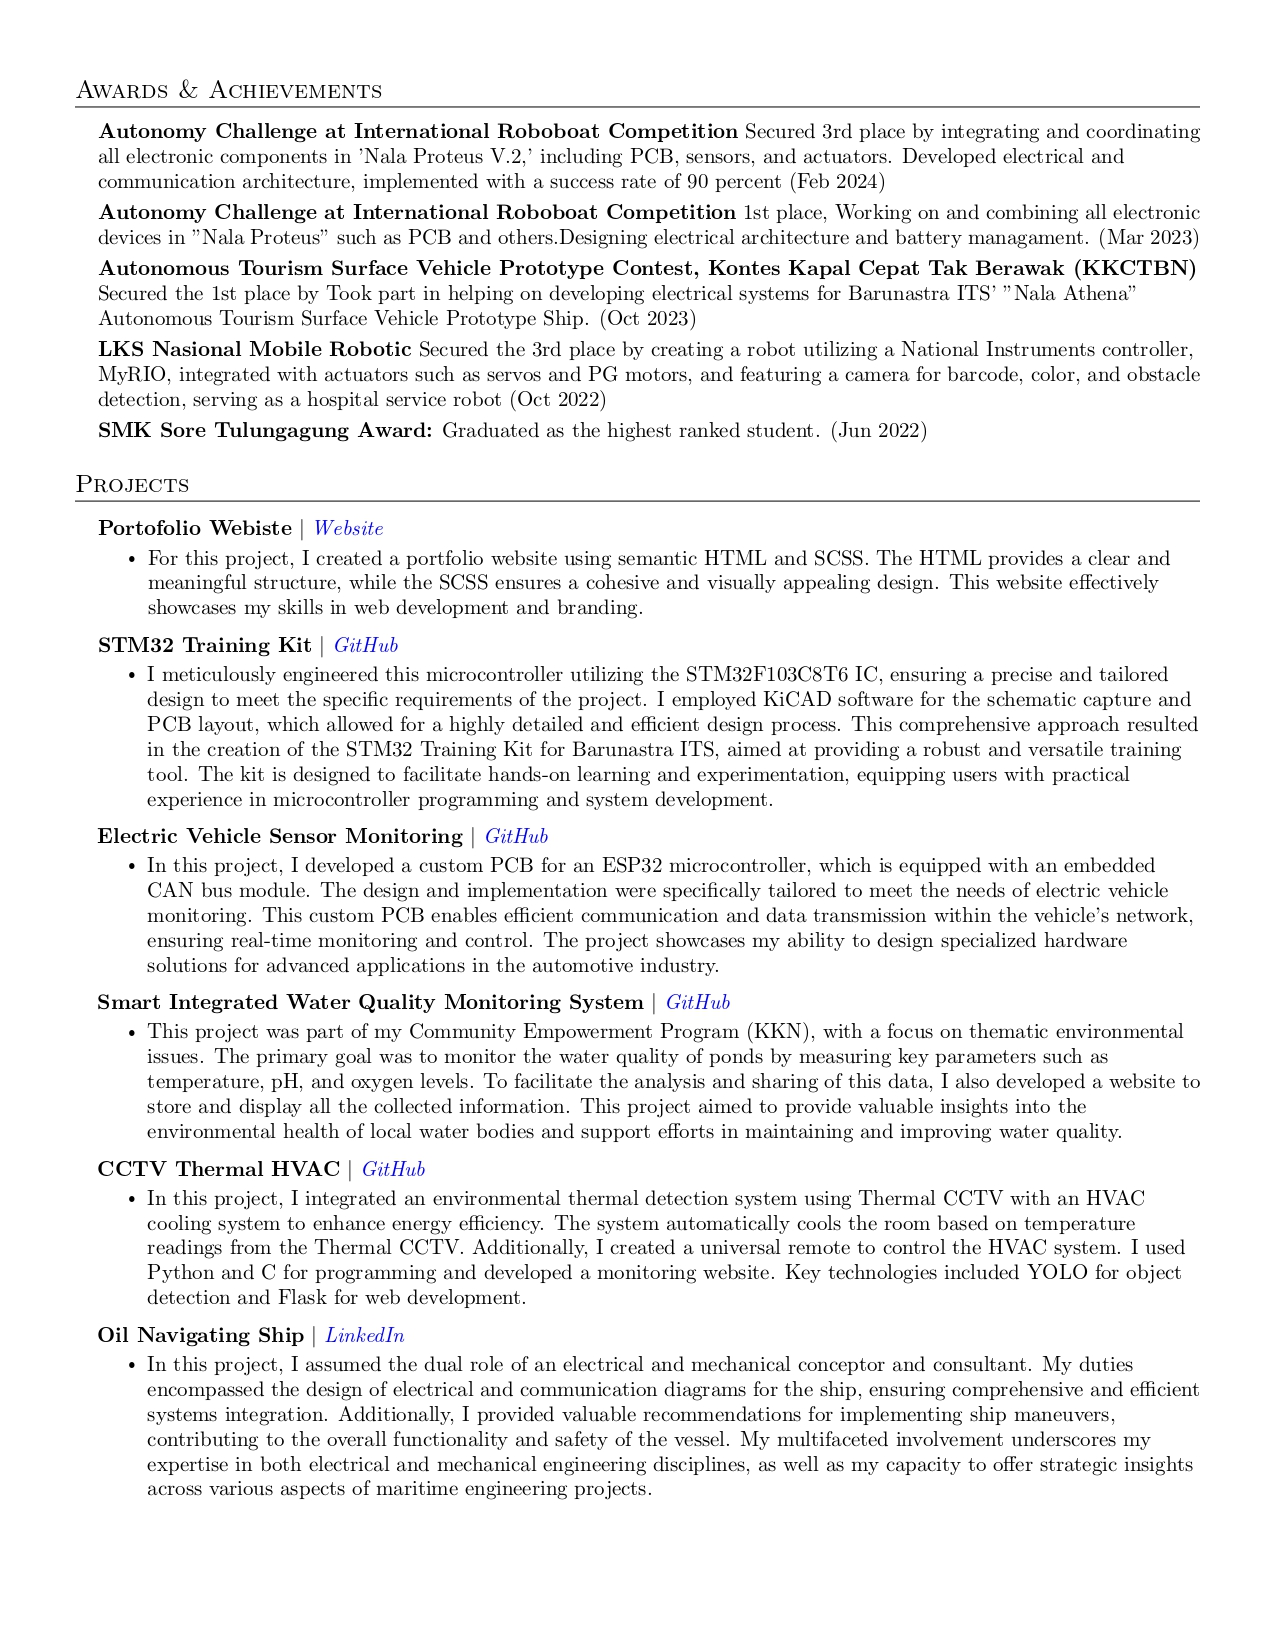 Awards & Achievements
Autonomy Challenge at International Roboboat Competition Secured 3rd place by integrating and coordinating
all electronic components in 'Nala Proteus V.2,' including PCB, sensors, and actuators. Developed electrical and
communication architecture, implemented with a success rate of 90 percent (Feb 2024)
Autonomy Challenge at International Roboboat Competition 1st place, Working on and combining all electronic
devices in ”Nala Proteus” such as PCB and others.Designing electrical architecture and battery managament. (Mar 2023)
Autonomous Tourism Surface Vehicle Prototype Contest, Kontes Kapal Cepat Tak Berawak (KKCTBN)
Secured the 1st place by Took part in helping on developing electrical systems for Barunastra ITS' ”Nala Athena”
Autonomous Tourism Surface Vehicle Prototype Ship. (Oct 2023)
LKS Nasional Mobile Robotic Secured the 3rd place by creating a robot utilizing a National Instruments controller,
MyRIO, integrated with actuators such as servos and PG motors, and featuring a camera for barcode, color, and obstacle
detection, serving as a hospital service robot (Oct 2022)
SMK Sore Tulungagung Award: Graduated as the highest ranked student. (Jun 2022)
Projects
Portofolio Webiste | Website
• For this project, I created a portfolio website using semantic HTML and SCSS. The HTML provides a clear and
meaningful structure, while the SCSS ensures a cohesive and visually appealing design. This website effectively
showcases my skills in web development and branding.
STM32 Training Kit | GitHub
• I meticulously engineered this microcontroller utilizing the STM32F103C8T6 IC, ensuring a precise and tailored
design to meet the specific requirements of the project. I employed KiCAD software for the schematic capture and
PCB layout, which allowed for a highly detailed and efficient design process. This comprehensive approach resulted
in the creation of the STM32 Training Kit for Barunastra ITS, aimed at providing a robust and versatile training
tool. The kit is designed to facilitate hands-on learning and experimentation, equipping users with practical
experience in microcontroller programming and system development.
Electric Vehicle Sensor Monitoring | GitHub
• In this project, I developed a custom PCB for an ESP32 microcontroller, which is equipped with an embedded
CAN bus module. The design and implementation were specifically tailored to meet the needs of electric vehicle
monitoring. This custom PCB enables efficient communication and data transmission within the vehicle's network,
ensuring real-time monitoring and control. The project showcases my ability to design specialized hardware
solutions for advanced applications in the automotive industry.
Smart Integrated Water Quality Monitoring System | GitHub
• This project was part of my Community Empowerment Program (KKN), with a focus on thematic environmental
issues. The primary goal was to monitor the water quality of ponds by measuring key parameters such as
temperature, pH, and oxygen levels. To facilitate the analysis and sharing of this data, I also developed a website to
store and display all the collected information. This project aimed to provide valuable insights into the
environmental health of local water bodies and support efforts in maintaining and improving water quality.
CCTV Thermal HVAC | GitHub
• In this project, I integrated an environmental thermal detection system using Thermal CCTV with an HVAC
cooling system to enhance energy efficiency. The system automatically cools the room based on temperature
readings from the Thermal CCTV. Additionally, I created a universal remote to control the HVAC system. I used
Python and C for programming and developed a monitoring website. Key technologies included YOLO for object
detection and Flask for web development.
Oil Navigating Ship | LinkedIn
• In this project, I assumed the dual role of an electrical and mechanical conceptor and consultant. My duties
encompassed the design of electrical and communication diagrams for the ship, ensuring comprehensive and efficient
systems integration. Additionally, I provided valuable recommendations for implementing ship maneuvers,
contributing to the overall functionality and safety of the vessel. My multifaceted involvement underscores my
expertise in both electrical and mechanical engineering disciplines, as well as my capacity to offer strategic insights
across various aspects of maritime engineering projects.